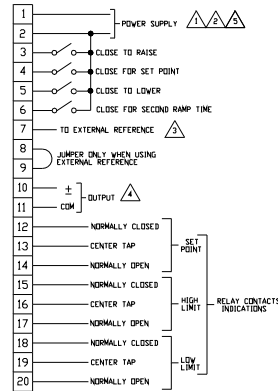 1
POWER SUPPLY 1 2 5
2
3 CLOSE TO RAISE
4 CLOSE FOR SET POINT
5 CLOSE TO LOWER
6 CLOSE FOR SECOND RAMP TIME
7 TO EXTERNAL REFERENCE 3
8 JUMPER ONLY WHEN USING
9 EXTERNAL REFERENCE
10 ±
OUTPUT 4
11 COM
12 NORMALLY CLOSED
13 CENTER TAP SET
POINT
14 NORMALLY OPEN
15 NORMALLY CLOSED
16 CENTER TAP HIGH
LIMIT
RELAY CONTACTS
INDICATIONS
17 NORMALLY OPEN
18 NORMALLY CLOSED
19 CENTER TAP LOW
LIMIT
20 NORMALLY OPEN